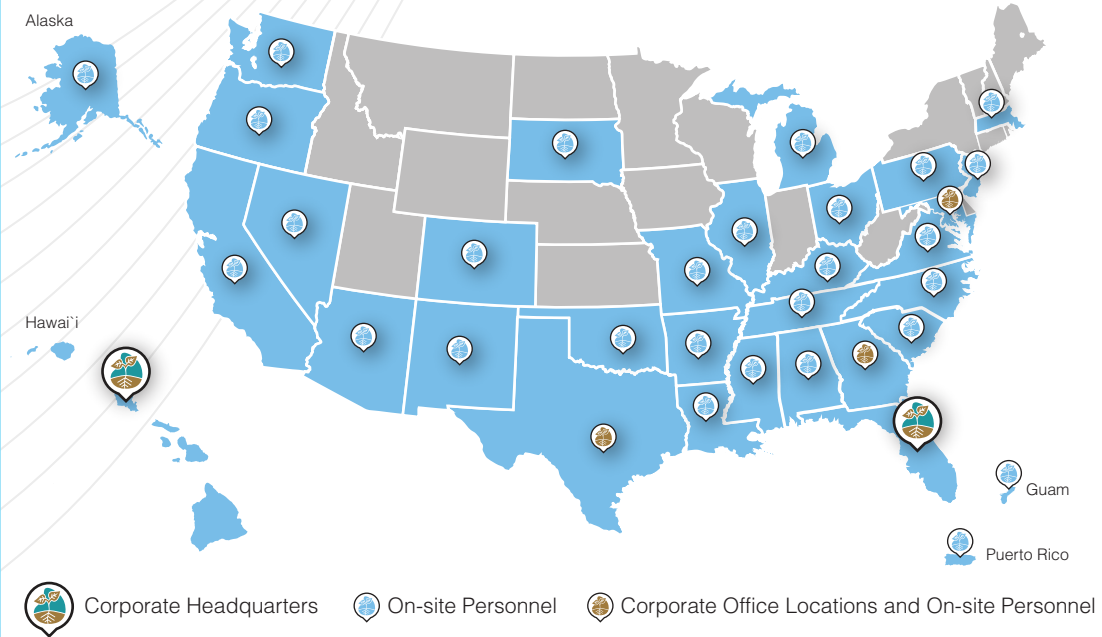 Alaska
Hawai`i
Guam
Puerto Rico
Corporate Headquarters
On-site Personnel
Corporate Office Locations and On-site Personnel